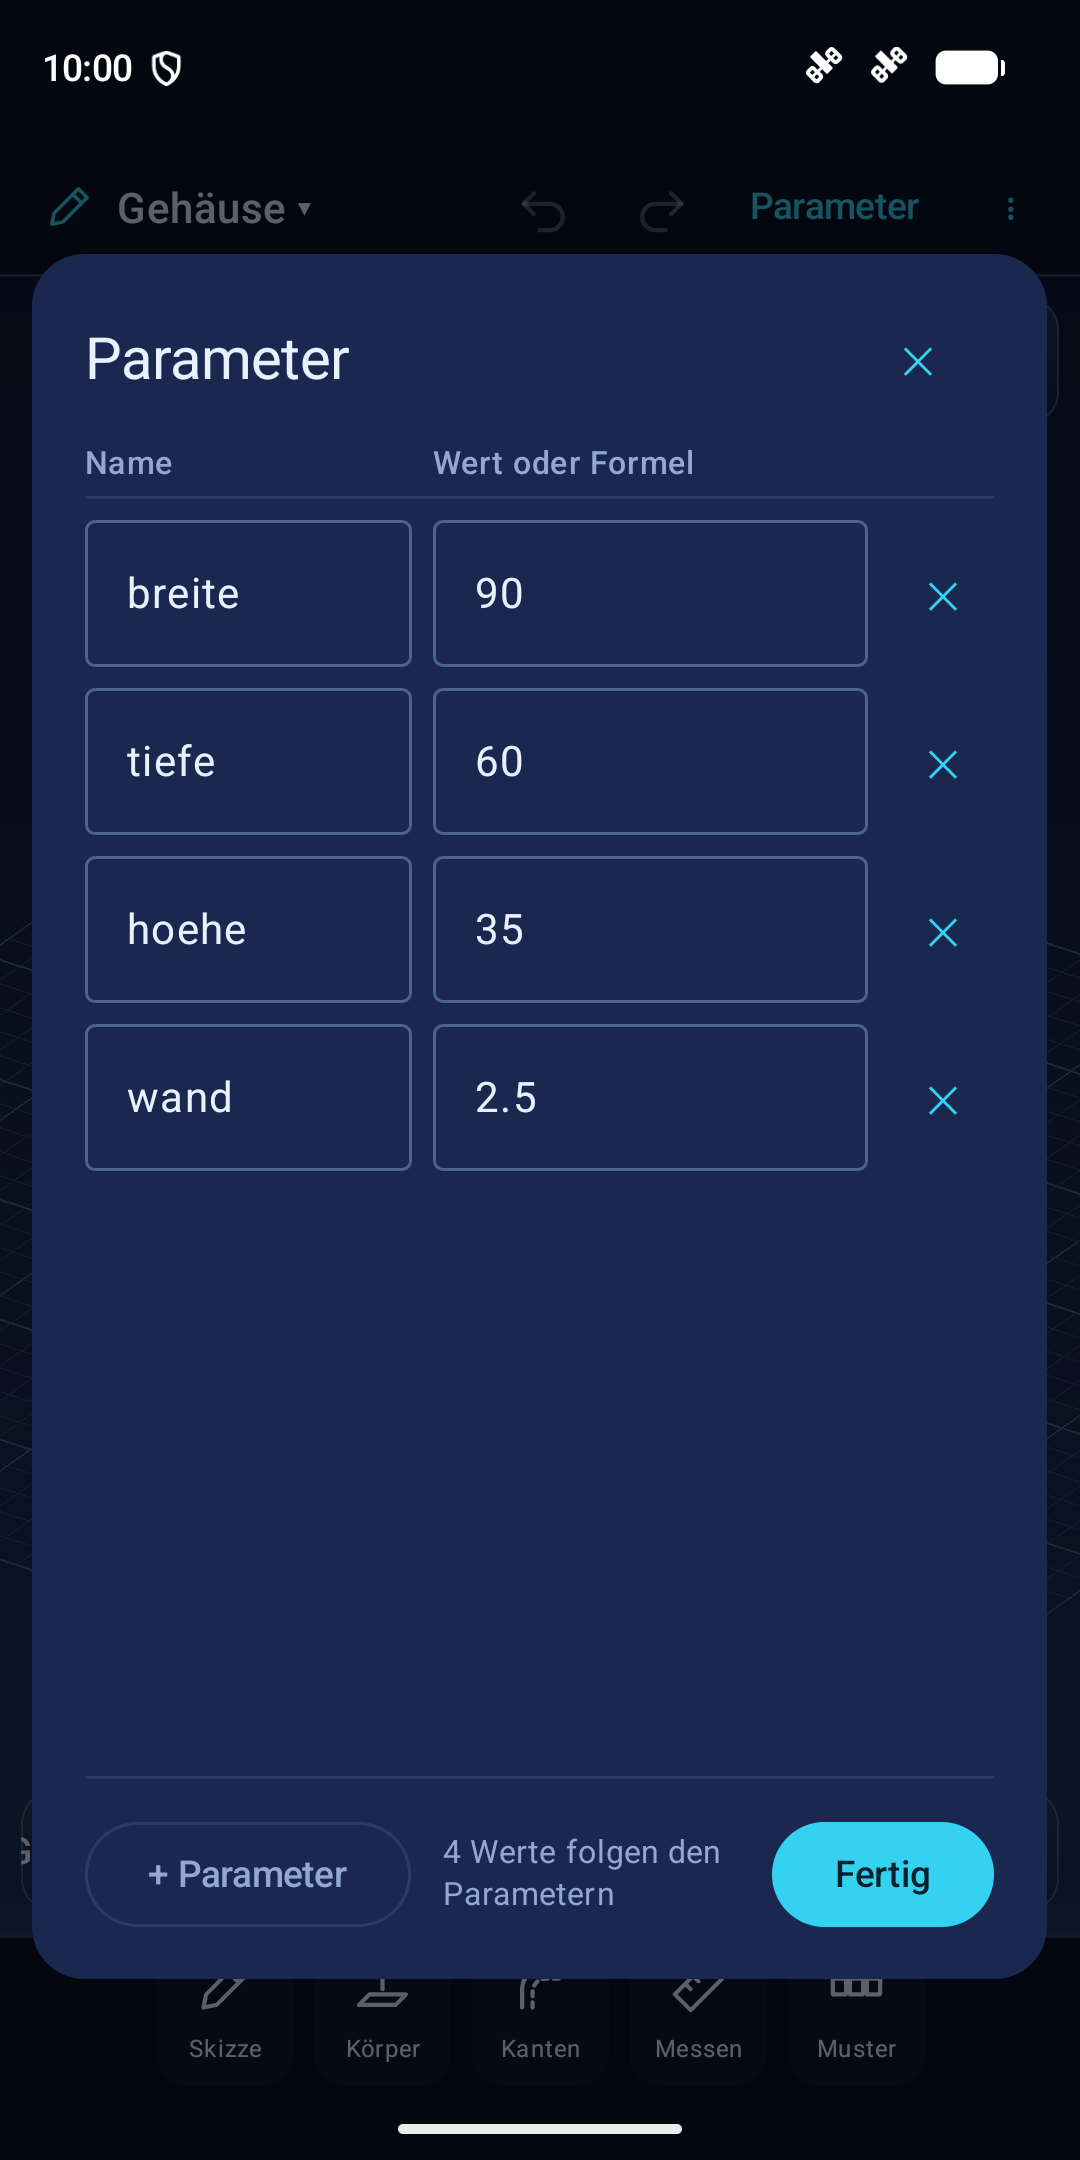 10:00
Gehäuse ▾
Parameter
Parameter
Name
Wert oder Formel
breite
90
tiefe
60
hoehe
35
wand
2.5
+ Parameter
4 Werte folgen den
Parametern
Fertig
Skizze
Körper
Kanten
Messen
Muster